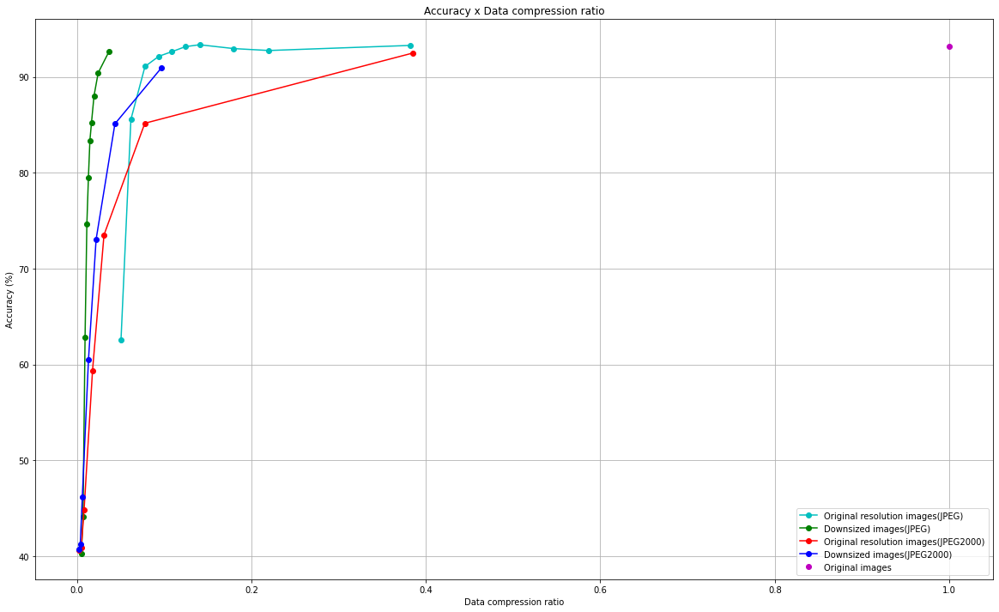 Accuracy x Data compression ratio
90
80
70
60
50
40
Accuracy (%)
0.0
0.2
0.4
0.6
0.8
1.0
Data compression ratio
Original resolution images(JPEG)
Downsized images(JPEG)
Original resolution images(JPEG2000)
Downsized images(JPEG2000)
Original images